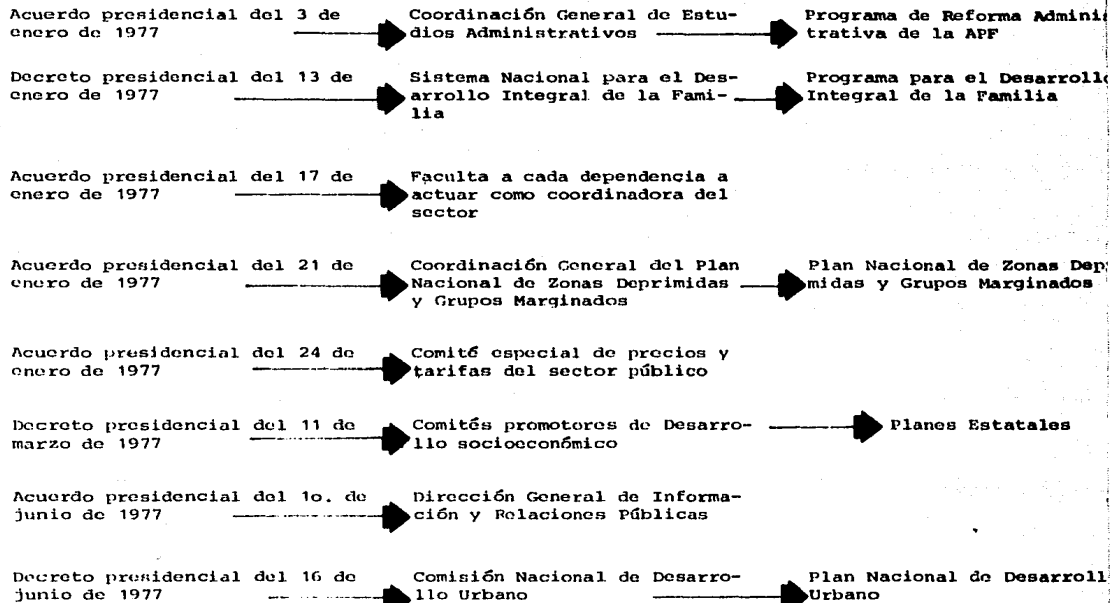 Acuerdo presidencial del 3 de
enero de 1977
Coordinación General de Estu-
dios Administrativos
Programa de Reforma Adminis
trativa de la APF
Decreto presidencial del 13 de
enero de 1977
Sistema Nacional para el Des-
arrollo Integral de la Fami-
lia
Programa para el Desarrollo
Integral de la Familia
Acuerdo presidencial del 17 de
enero de 1977
Faculta a cada dependencia a
actuar como coordinadora del
sector
Acuerdo presidencial del 21 de
enero de 1977
Coordinación General del Plan
Nacional de Zonas Deprimidas
y Grupos Marginados
Plan Nacional de Zonas Dep
midas y Grupos Marginados
Acuerdo presidencial del 24 de
enero de 1977
Comité especial de precios y
tarifas del sector público
Decreto presidencial del 11 de
marzo de 1977
Comités promotores de Desarro-
llo socioeconómico
Planes Estatales
Acuerdo presidencial del 1o. de
junio de 1977
Dirección General de Informa-
ción y Relaciones Públicas
Decreto presidencial del 16 de
junio de 1977
Comisión Nacional de Desarro-
llo Urbano
Plan Nacional de Desarroll
Urbano